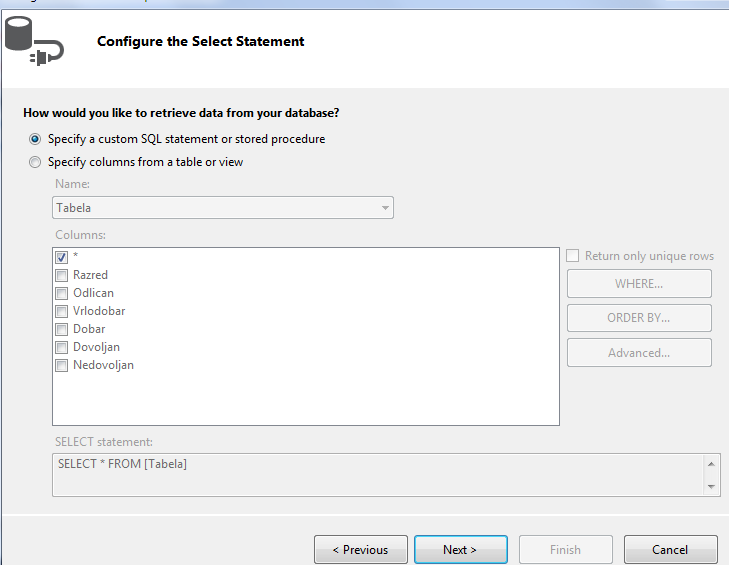 Configure the Select Statement
How would you like to retrieve data from your database?
Specify a custom SQL statement or stored procedure
Specify columns from a table or view
Name:
Tabela
Columns:
*
Return only unique rows
Razred
WHERE...
Odlican
Vrlodobar
ORDER BY...
Dobar
Dovoljan
Advanced...
Nedovoljan
SELECT statement:
SELECT * FROM [Tabela]
< Previous
Next >
Finish
Cancel